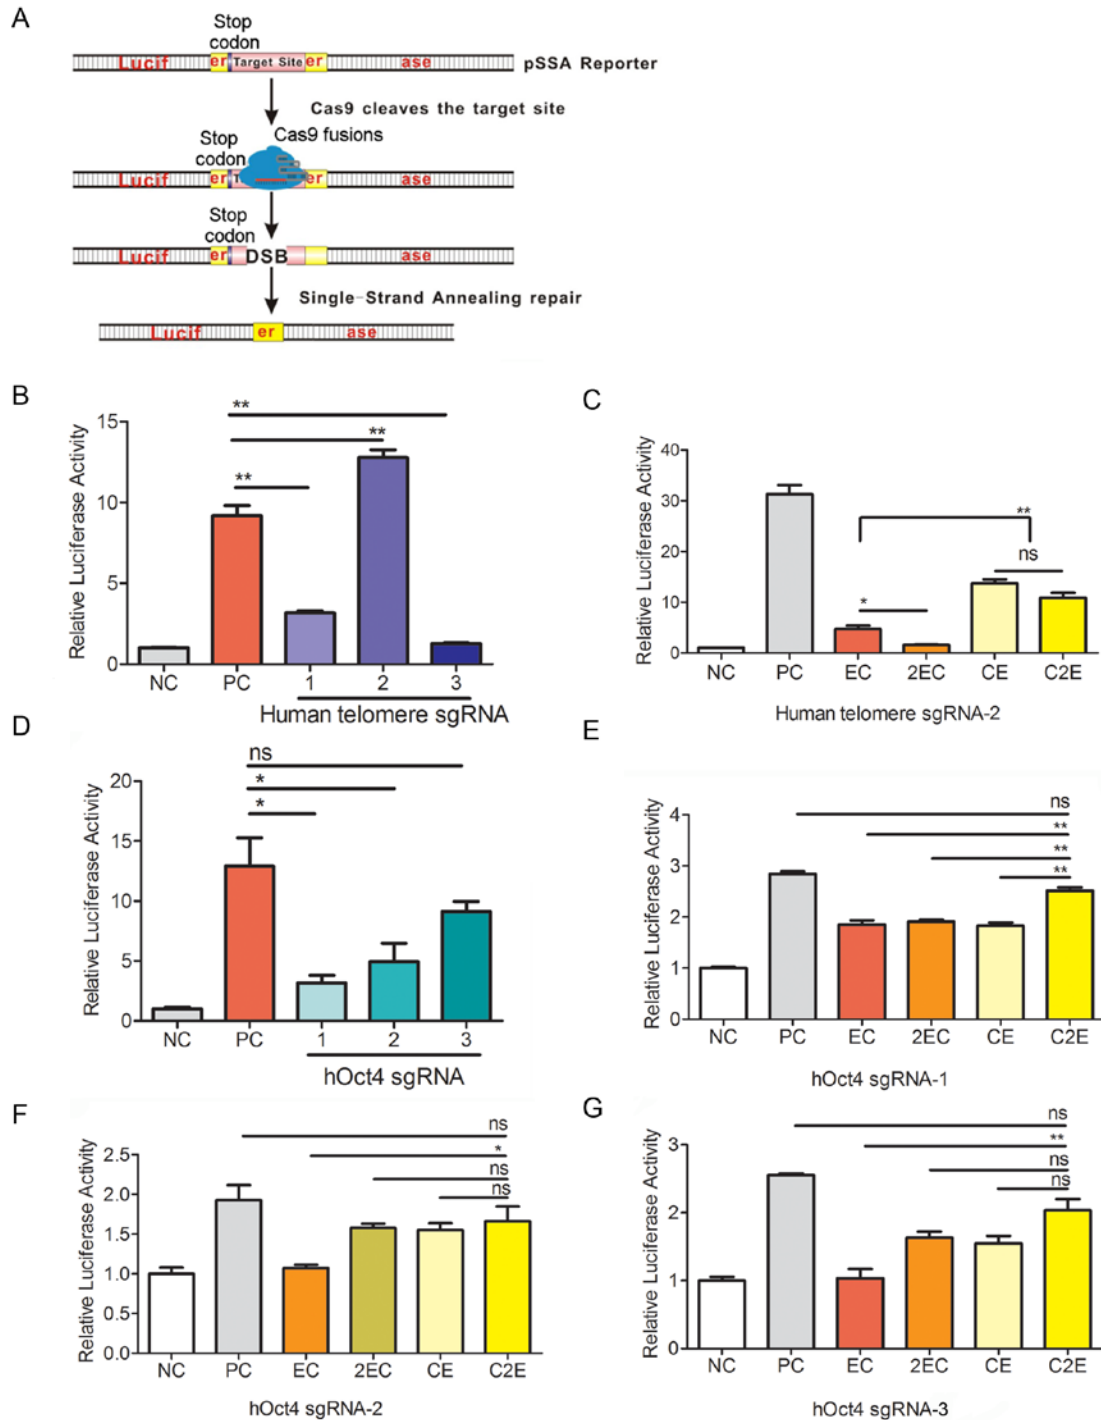 A
Stop
codon
Lucif er Target Site er ase pSSA Reporter
Cas9 cleaves the target site
Cas9 fusions
Stop
codon
Lucif er T er ase
Stop
codon
Lucif er DSB ase
Single-Strand Annealing repair
Lucif er ase
B
Relative Luciferase Activity
15
10
5
0
**
**
**
NC PC 1 2 3
Human telomere sgRNA
C
Relative Luciferase Activity
40
30
20
10
0
**
ns
*
NC PC EC 2EC CE C2E
Human telomere sgRNA-2
D
Relative Luciferase Activity
20
15
10
5
0
ns
*
*
NC PC 1 2 3
hOct4 sgRNA
E
Relative Luciferase Activity
4
3
2
1
0
ns
**
**
**
NC PC EC 2EC CE C2E
hOct4 sgRNA-1
F
Relative Luciferase Activity
2.5
2.0
1.5
1.0
0.5
0.0
ns
*
ns
ns
NC PC EC 2EC CE C2E
hOct4 sgRNA-2
G
Relative Luciferase Activity
3
2
1
0
ns
**
ns
ns
NC PC EC 2EC CE C2E
hOct4 sgRNA-3